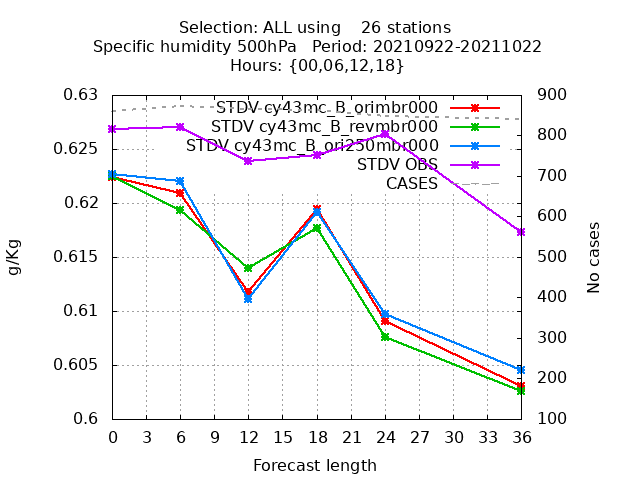 Selection: ALL using    26 stations
Specific humidity 500hPa   Period: 20210922-20211022
Hours: {00,06,12,18}
STDV cy43mc_B_orimbr000
STDV cy43mc_B_revmbr000
STDV cy43mc_B_ori250mbr000
STDV OBS
CASES
0.63
0.625
0.62
0.615
0.61
0.605
0.6
g/Kg
900
800
700
600
500
400
300
200
100
No cases
0 3 6 9 12 15 18 21 24 27 30 33 36
Forecast length